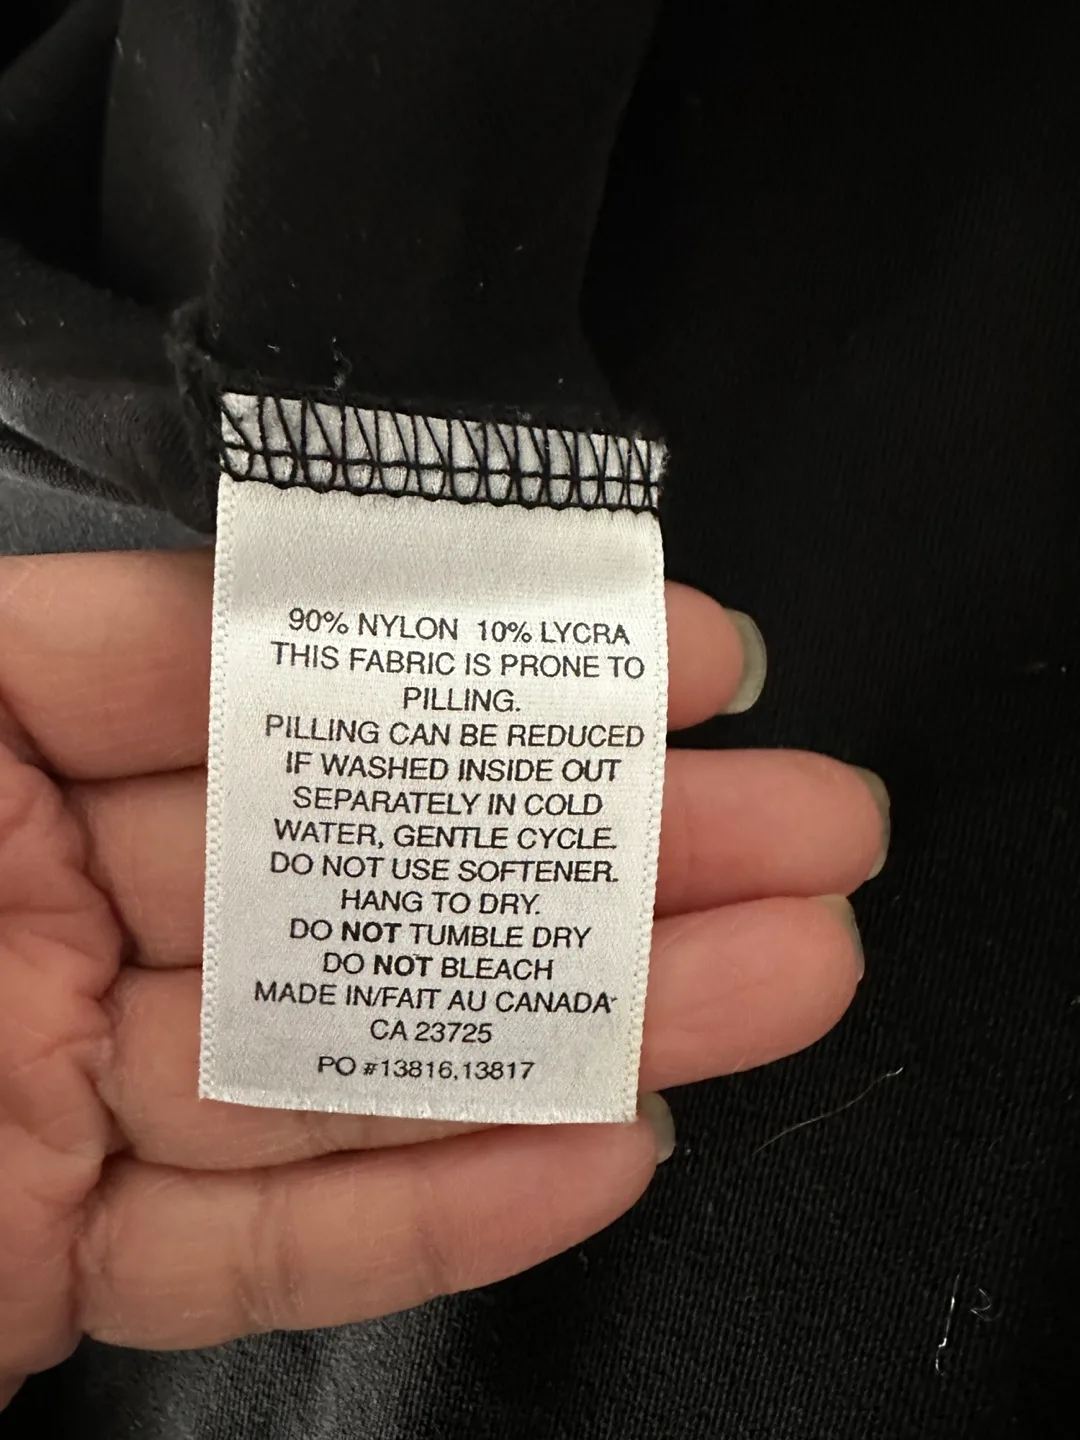 90% NYLON 10% LYCRA
THIS FABRIC IS PRONE TO
PILLING.
PILLING CAN BE REDUCED
IF WASHED INSIDE OUT
SEPARATELY IN COLD
WATER, GENTLE CYCLE.
DO NOT USE SOFTENER.
HANG TO DRY.
DO NOT TUMBLE DRY
DO NOT BLEACH
MADE IN/FAIT AU CANADA
CA 23725
PO #13816,13817